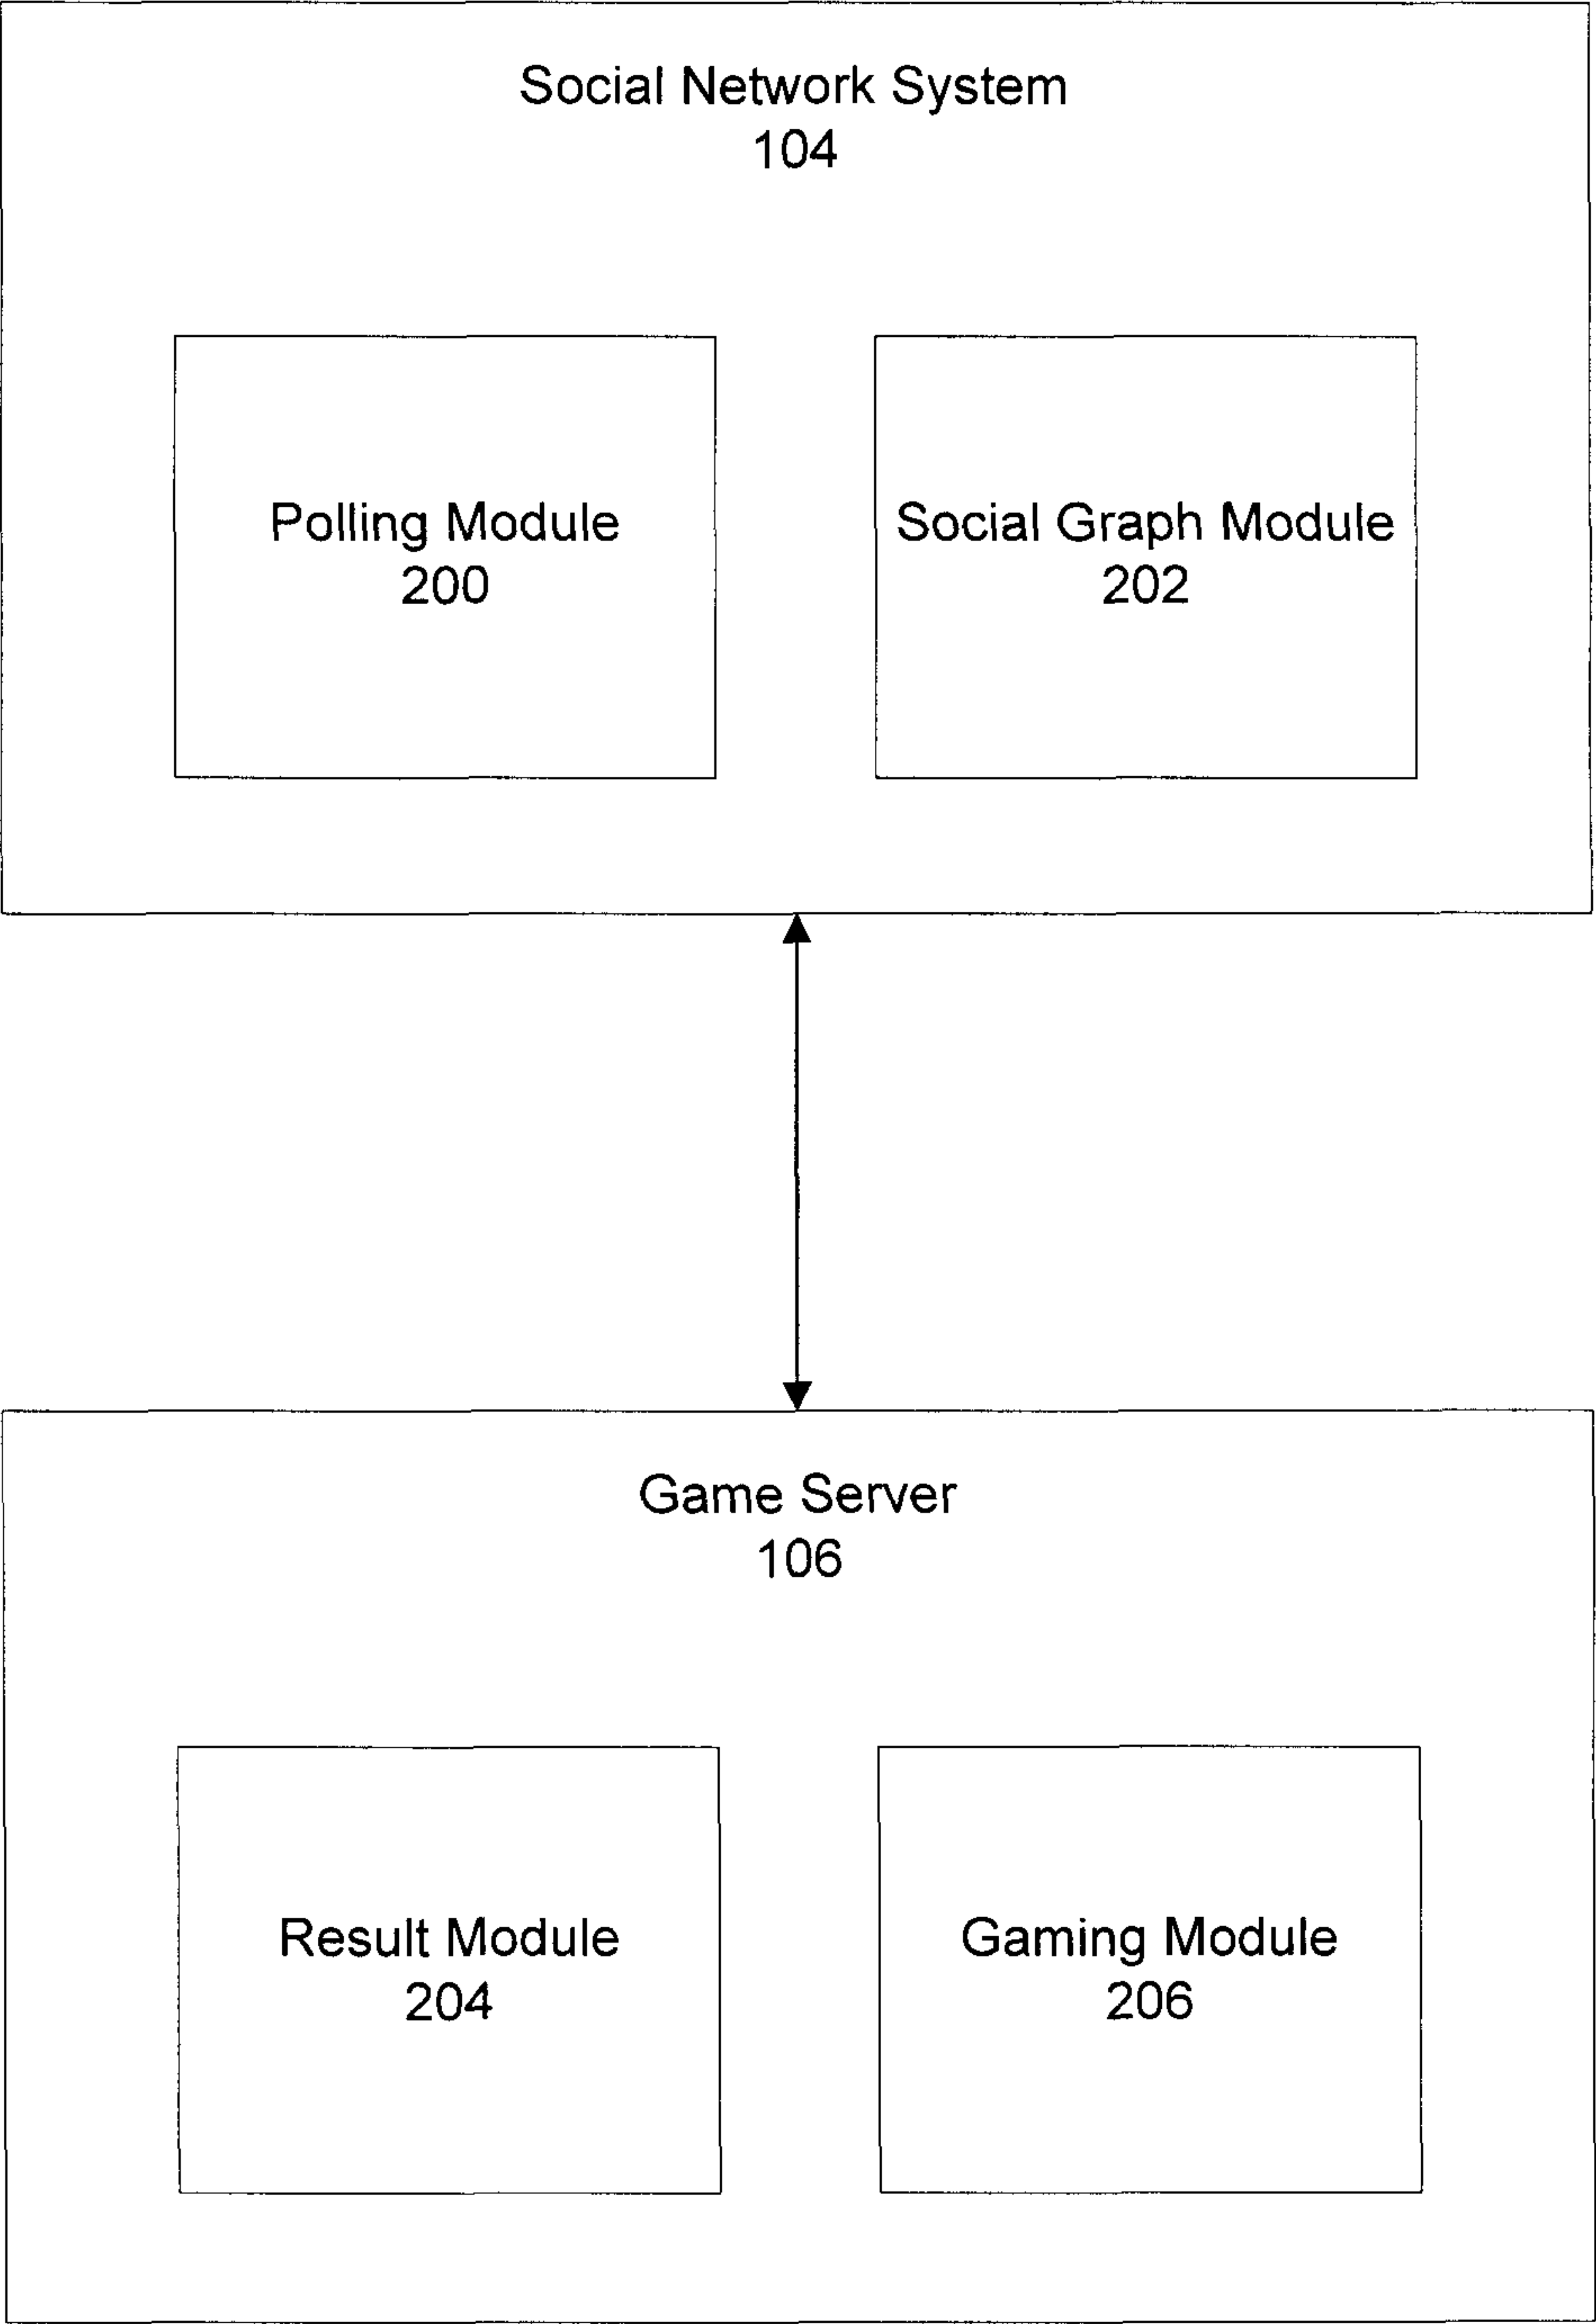 Social Network System
104
Polling Module
200
Social Graph Module
202
Game Server
106
Result Module
204
Gaming Module
206